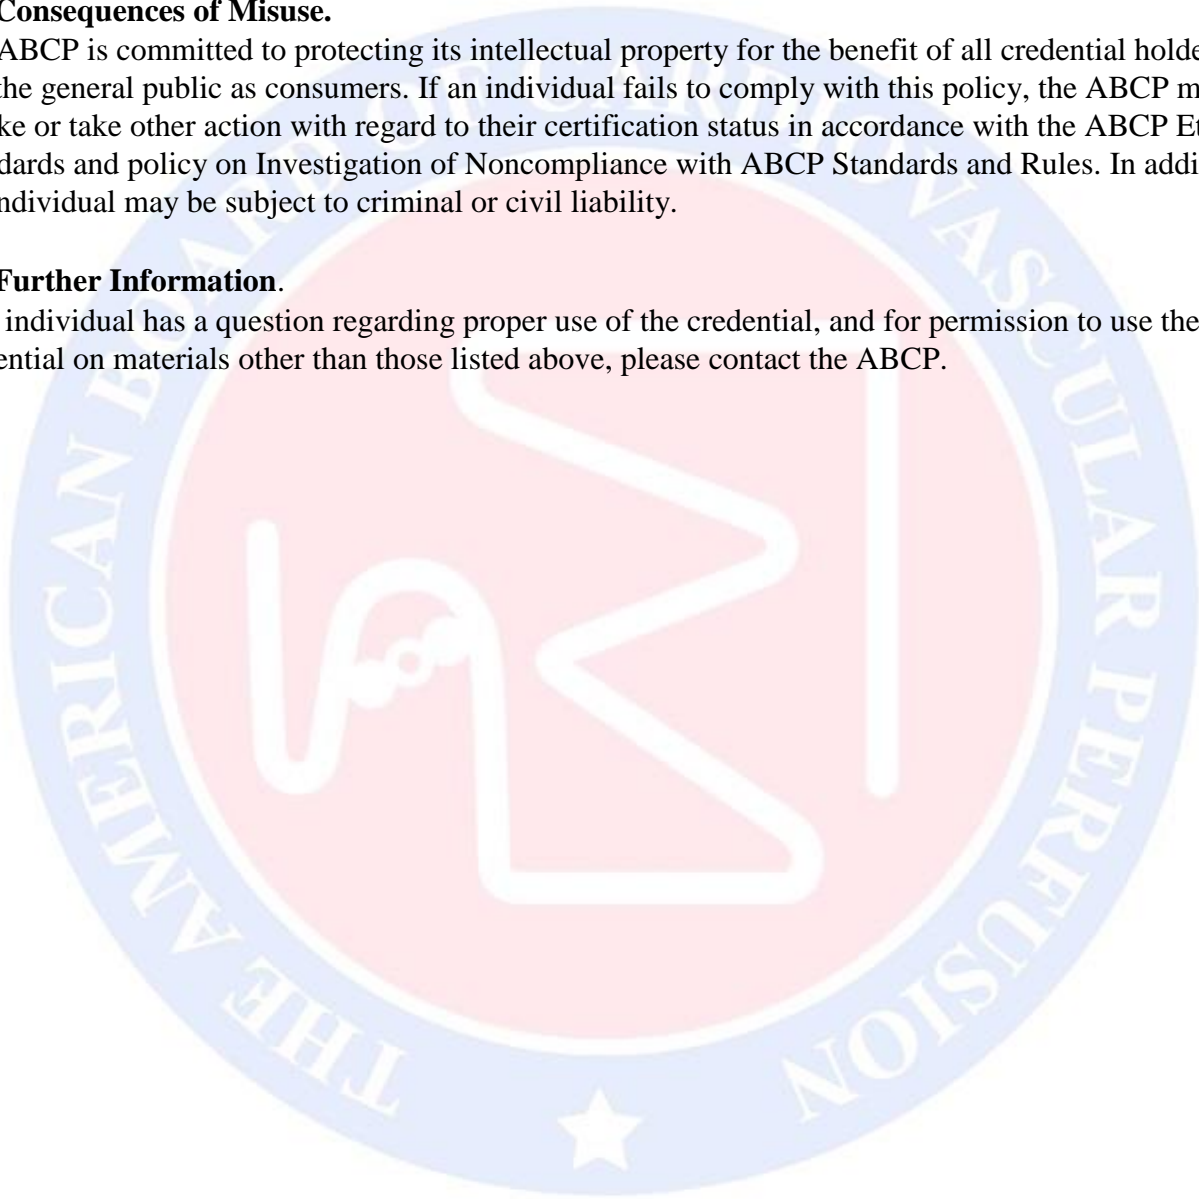 Consequences of Misuse.
ABCP is committed to protecting its intellectual property for the benefit of all credential holde
the general public as consumers. If an individual fails to comply with this policy, the ABCP m
ke or take other action with regard to their certification status in accordance with the ABCP Et
dards and policy on Investigation of Noncompliance with ABCP Standards and Rules. In addi
ndividual may be subject to criminal or civil liability.
Further Information.
individual has a question regarding proper use of the credential, and for permission to use the
ential on materials other than those listed above, please contact the ABCP.
THE AMERICAN BOARD OF CARDIOVASCULAR PERFUSION